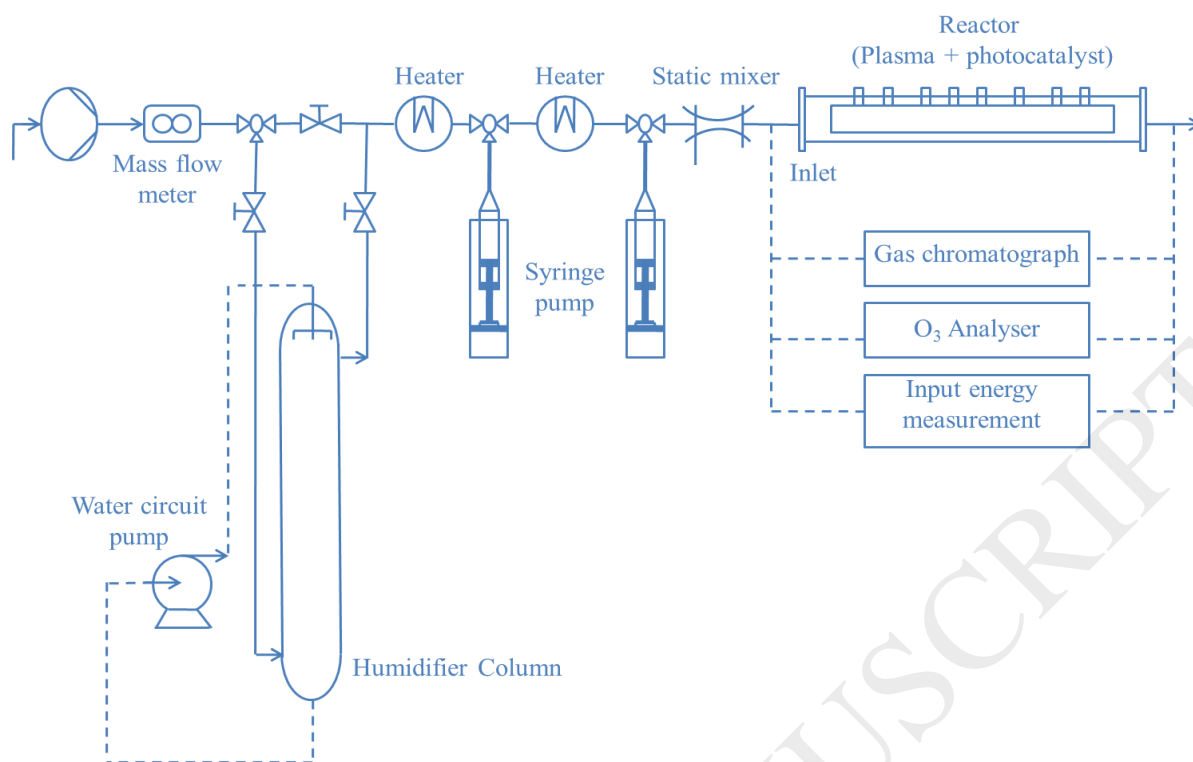 Reactor
(Plasma + photocatalyst)
Heater
Heater
Static mixer
Mass flow
meter
Inlet
Syringe
pump
Gas chromatograph
O₃ Analyser
Input energy
measurement
Water circuit
pump
Humidifier Column
USCRIPT